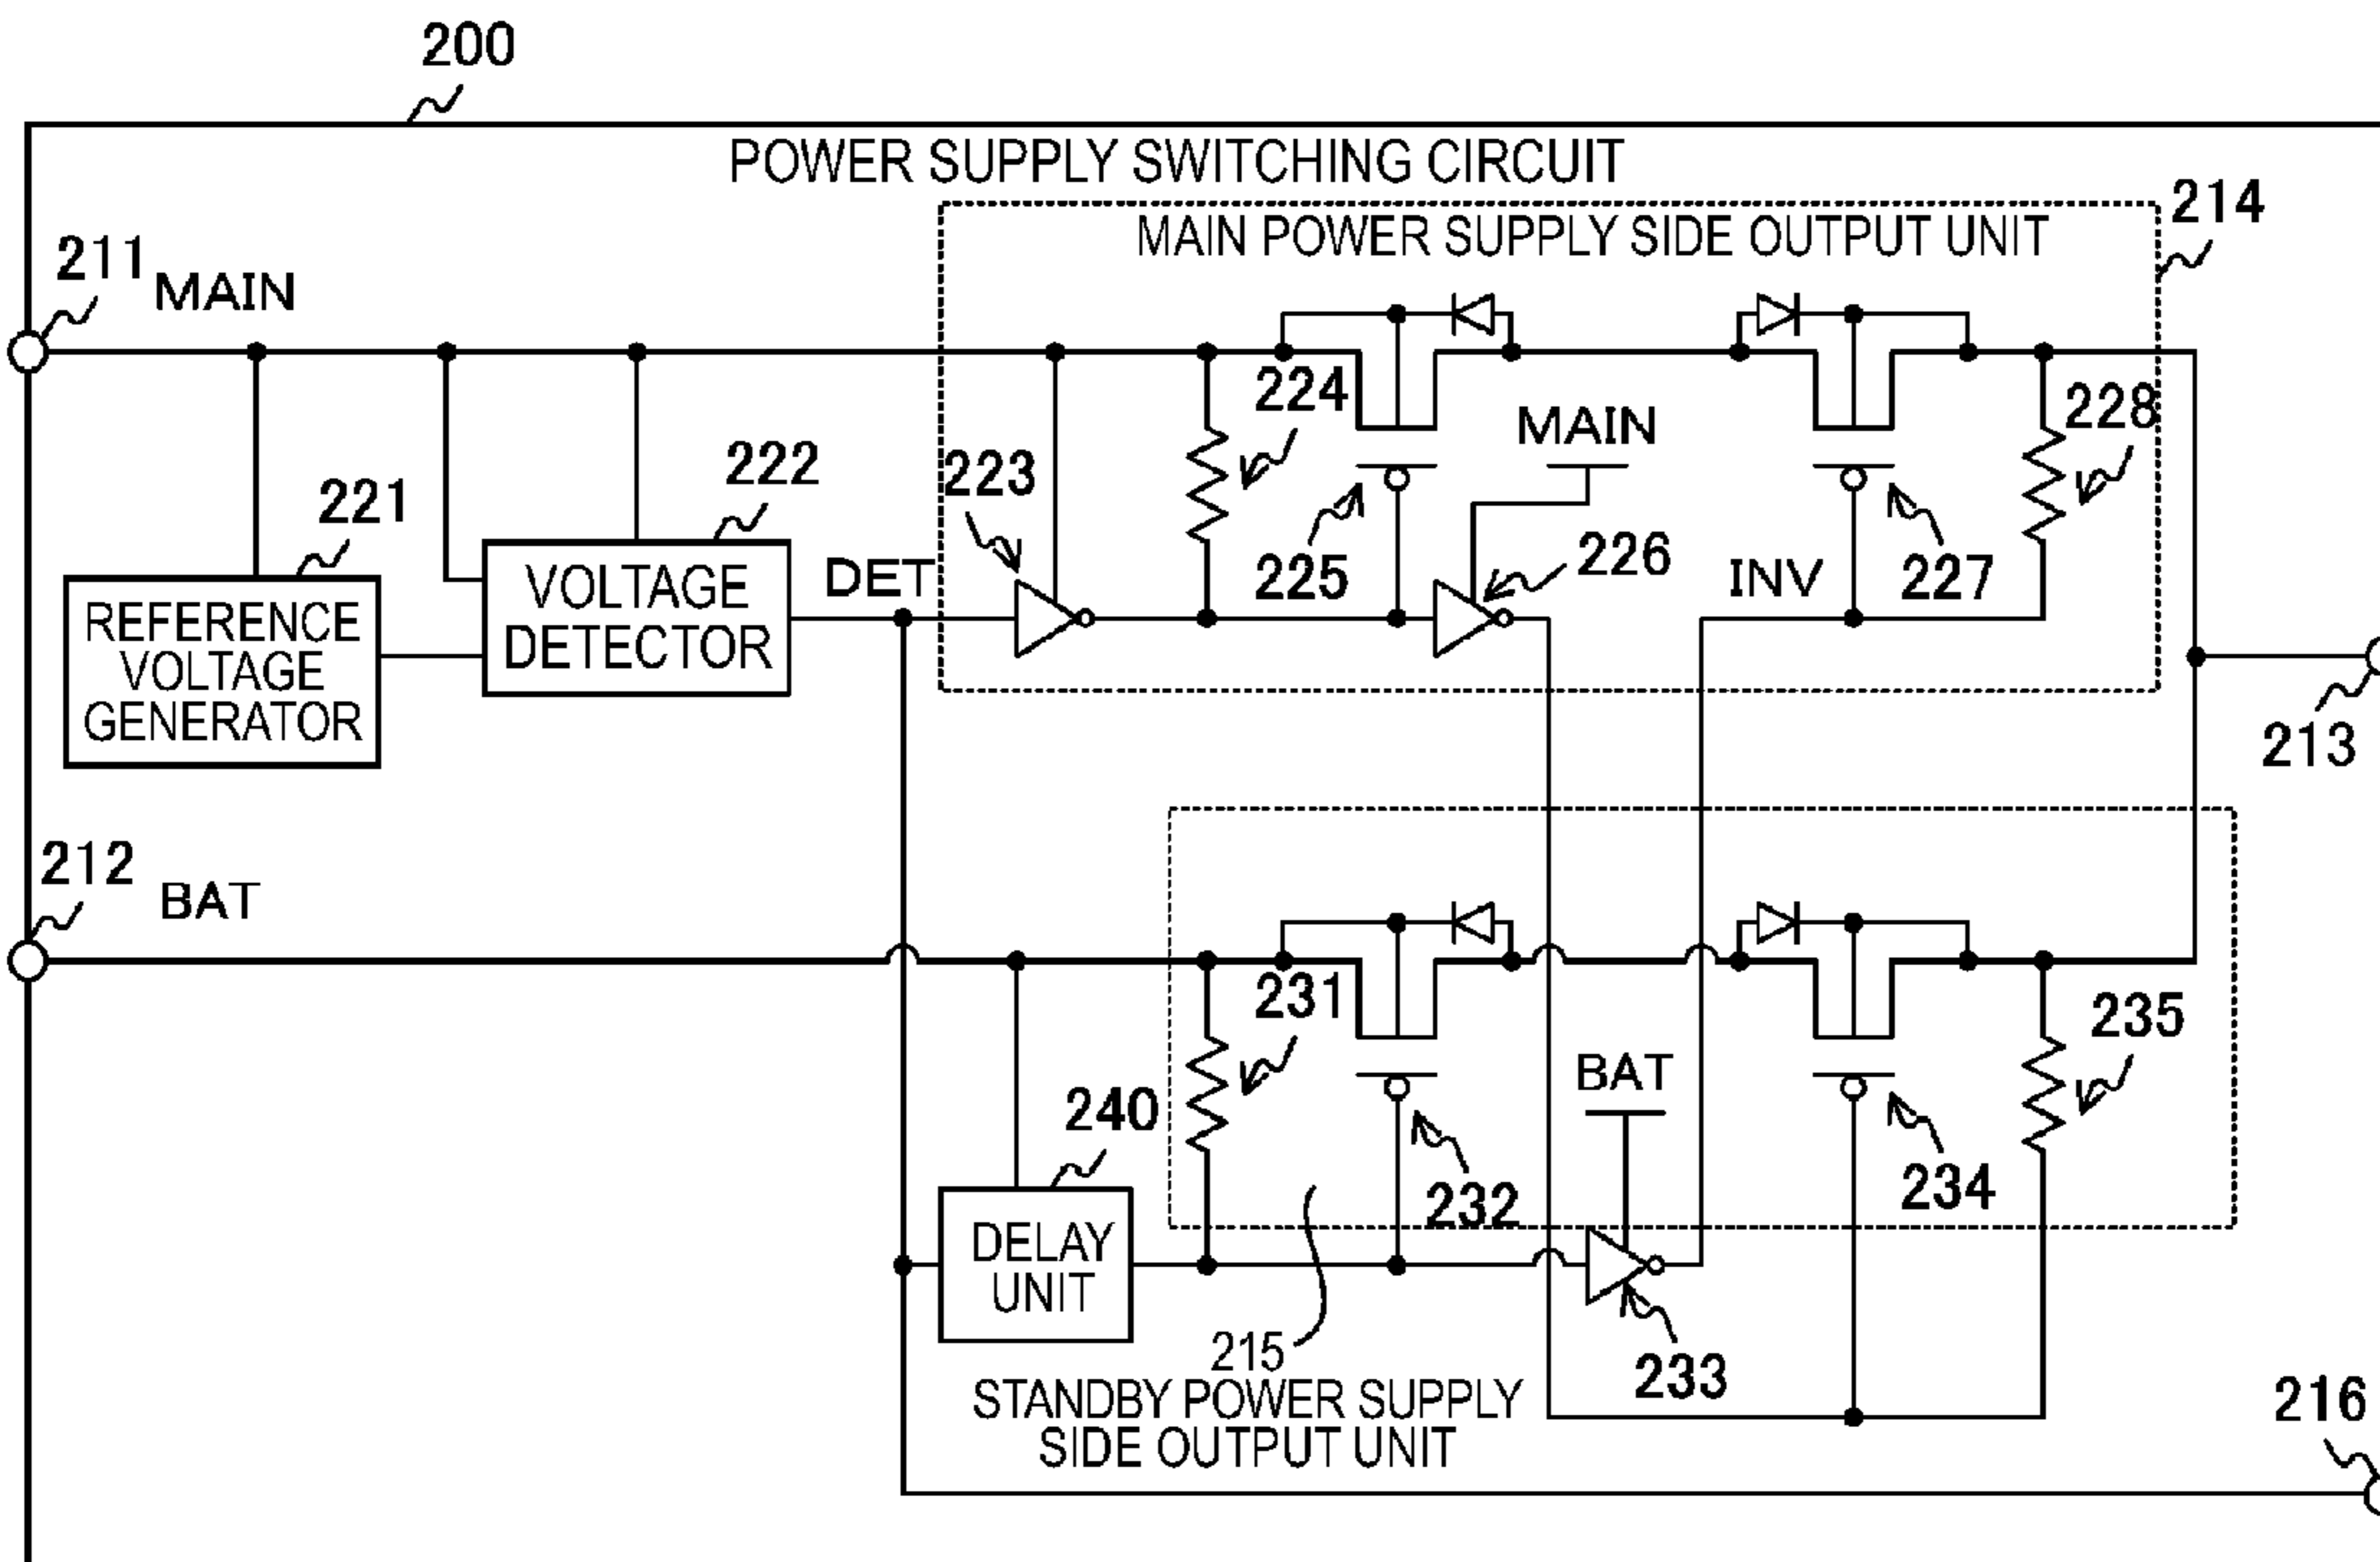 200
POWER SUPPLY SWITCHING CIRCUIT
214
MAIN POWER SUPPLY SIDE OUTPUT UNIT
211
MAIN
224
228
MAIN
222
223
221
225
226
INV
227
DET
VOLTAGE
DETECTOR
REFERENCE
VOLTAGE
GENERATOR
213
212
BAT
231
235
BAT
240
232
234
DELAY
UNIT
215
233
STANDBY POWER SUPPLY
SIDE OUTPUT UNIT
216